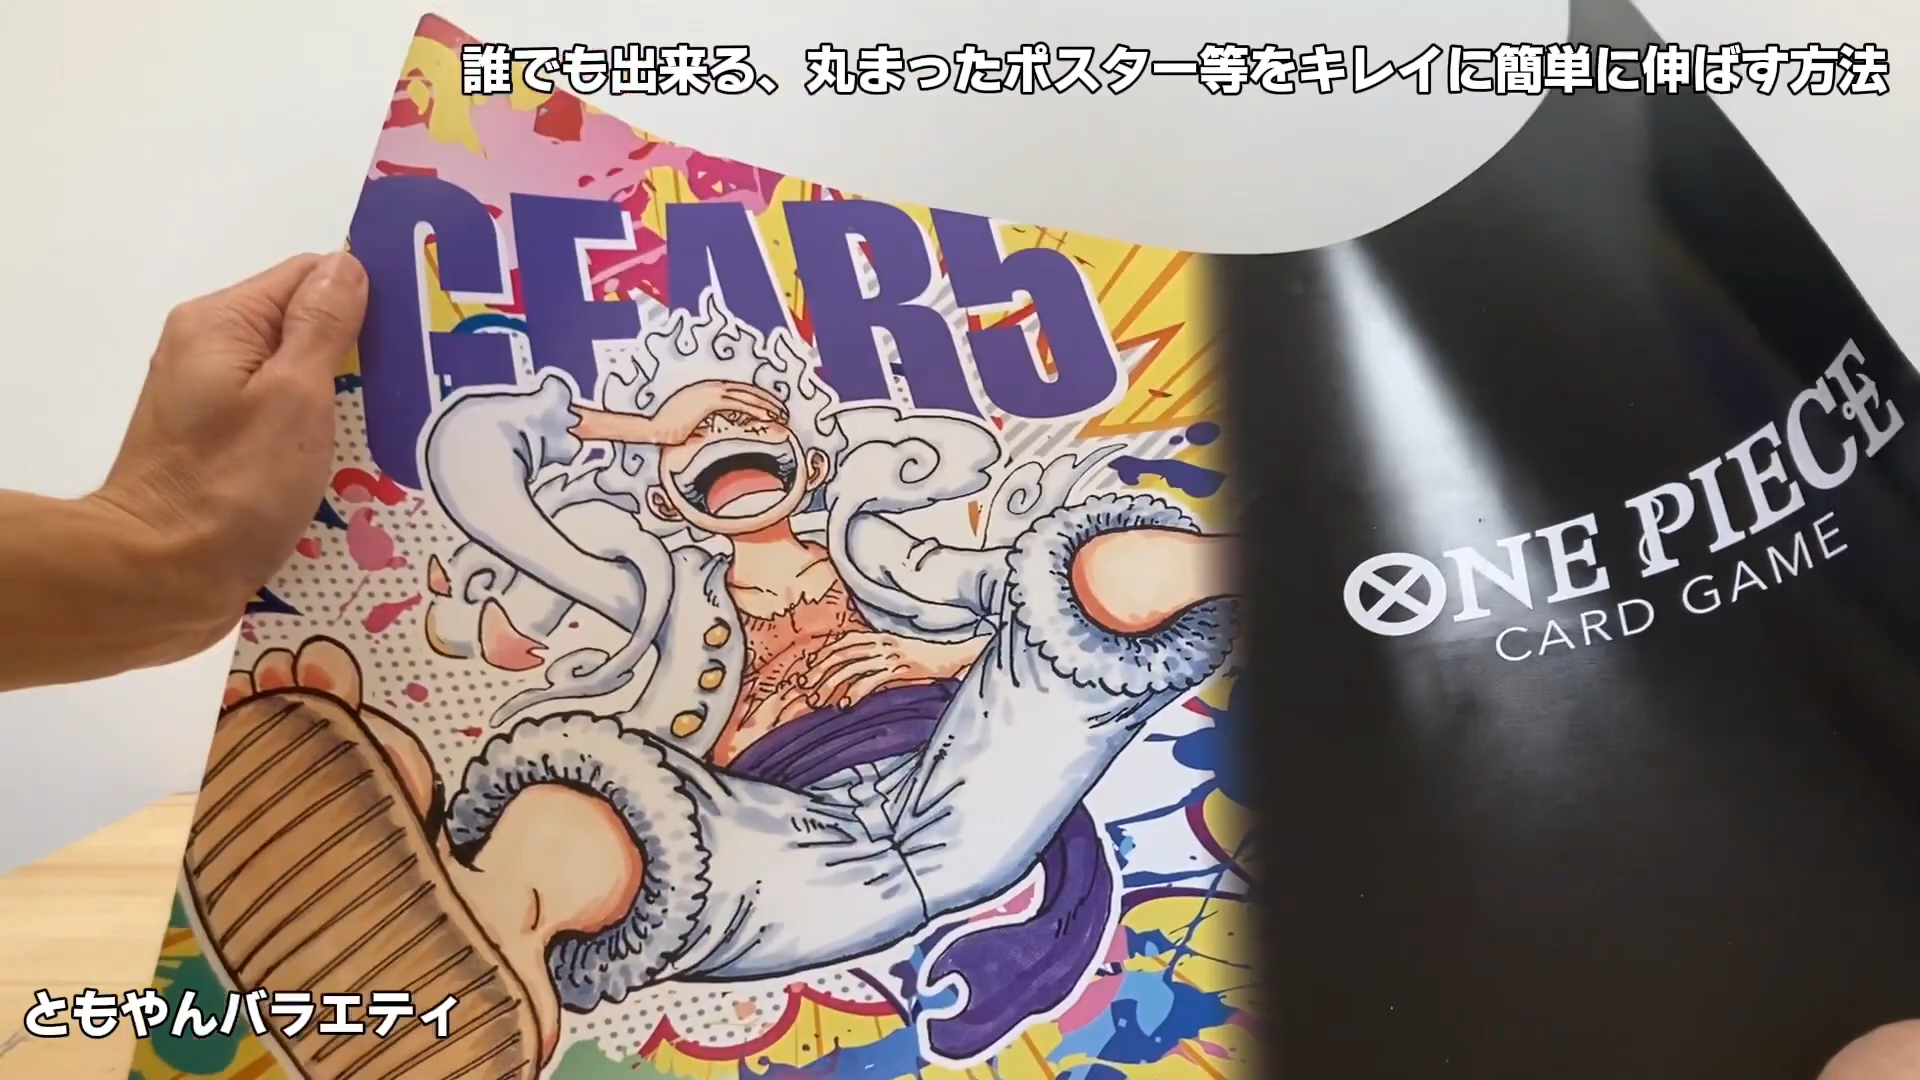 誰でも出来る、丸まったポスター等をキレイに簡単に伸ばす方法
GEAR5
ONE PIECE
CARD GAME
ともやんバラエティ